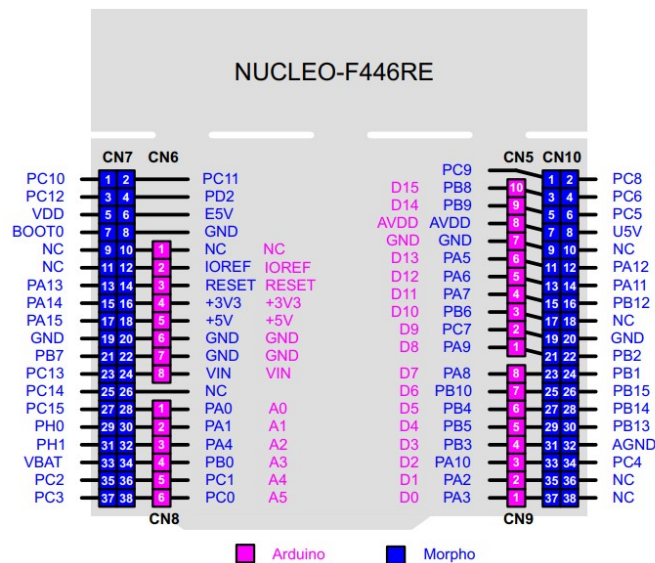 NUCLEO-F446RE
CN7 CN6 CN5 CN10
PC9
PC10 1 2 PC11 D15 PB8 10 1 2 PC8
PC12 3 4 PD2 D14 PB9 9 3 4 PC6
VDD 5 6 E5V AVDD AVDD 8 5 6 PC5
BOOT0 7 8 GND GND GND 7 7 8 U5V
NC 9 10 1 NC NC D13 PA5 6 9 10 NC
NC 11 12 2 IOREF IOREF D12 PA6 5 11 12 PA12
PA13 13 14 3 RESET RESET D11 PA7 4 13 14 PA11
PA14 15 16 4 +3V3 +3V3 D10 PB6 3 15 16 PB12
PA15 17 18 5 +5V +5V D9 PC7 2 17 18 NC
GND 19 20 6 GND GND D8 PA9 1 19 20 GND
PB7 21 22 7 GND GND 21 22 PB2
PC13 23 24 8 VIN VIN D7 PA8 8 23 24 PB1
PC14 25 26 NC D6 PB10 7 25 26 PB15
PC15 27 28 1 PA0 A0 D5 PB4 6 27 28 PB14
PH0 29 30 2 PA1 A1 D4 PB5 5 29 30 PB13
PH1 31 32 3 PA4 A2 D3 PB3 4 31 32 AGND
VBAT 33 34 4 PB0 A3 D2 PA10 3 33 34 PC4
PC2 35 36 5 PC1 A4 D1 PA2 2 35 36 NC
PC3 37 38 6 PC0 A5 D0 PA3 1 37 38 NC
CN8 CN9
Arduino Morpho